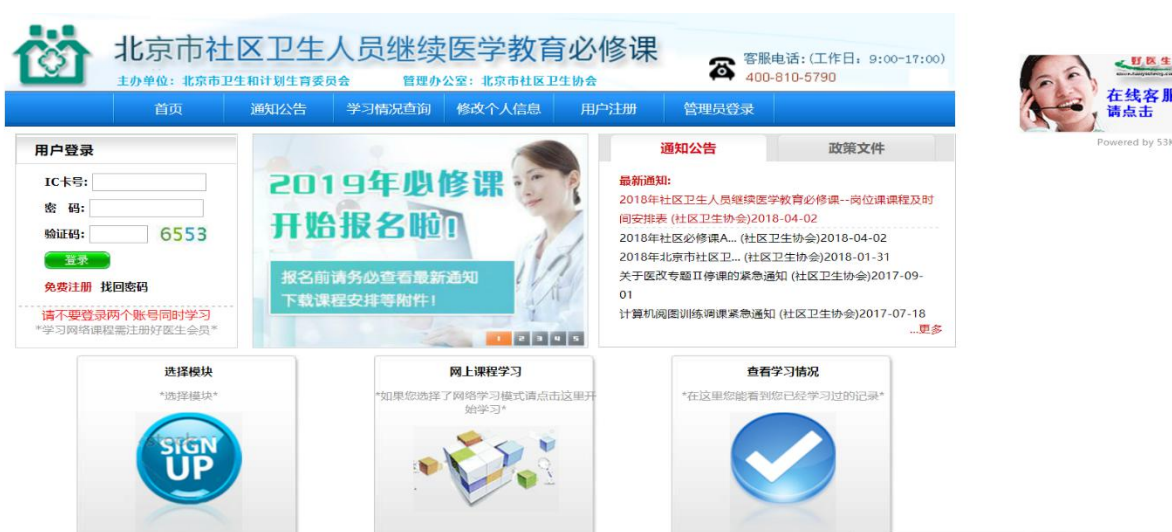 北京市社区卫生人员继续医学教育必修课
主办单位：北京市卫生和计划生育委员会 管理办公室：北京市社区卫生协会
客服电话:(工作日: 9:00-17:00)
400-810-5790
首页 通知公告 学习情况查询 修改个人信息 用户注册 管理员登录
好医生
在线客服
请点击
Powered by 53K
用户登录
IC卡号:
密 码:
验证码: 6553
登录
免费注册 找回密码
请不要登录两个账号同时学习
*学习网络课程需注册好医生会员*
2019年必修课
开始报名啦!
报名前请务必查看最新通知
下载课程安排等附件!
1 2 3 4 5
通知公告 政策文件
最新通知:
2018年社区卫生人员继续医学教育必修课--岗位课课程及时
间安排表 (社区卫生协会)2018-04-02
2018年社区必修课A... (社区卫生协会)2018-04-02
2018年北京市社区卫... (社区卫生协会)2018-01-31
关于医改专题II停课的紧急通知 (社区卫生协会)2017-09-
01
计算机阅图训练调课紧急通知 (社区卫生协会)2017-07-18
...更多
选择模块
*选择模块*
SIGN
UP
网上课程学习
*如果您选择了网络学习模式请点击这里开
始学习*
查看学习情况
*在这里您能看到您已经学习过的记录*